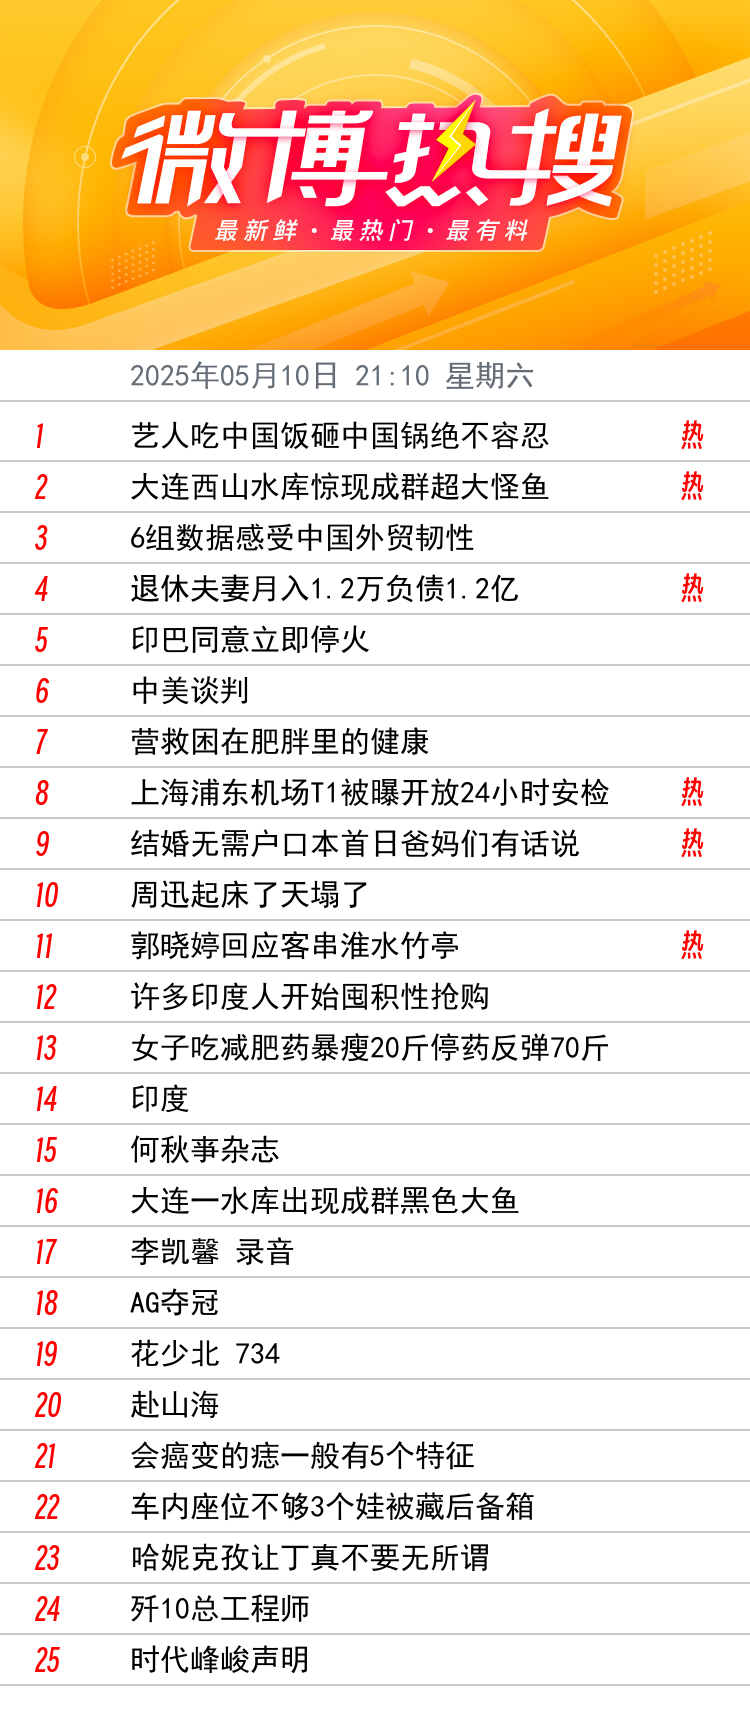 微博热搜
最新鲜·最热门·最有料
2025年05月10日 21:10 星期六
1 艺人吃中国饭砸中国锅绝不容忍 热
2 大连西山水库惊现成群超大怪鱼 热
3 6组数据感受中国外贸韧性
4 退休夫妻月入1.2万负债1.2亿 热
5 印巴同意立即停火
6 中美谈判
7 营救困在肥胖里的健康
8 上海浦东机场T1被曝开放24小时安检 热
9 结婚无需户口本首日爸妈们有话说 热
10 周迅起床了天塌了
11 郭晓婷回应客串淮水竹亭 热
12 许多印度人开始囤积性抢购
13 女子吃减肥药暴瘦20斤停药反弹70斤
14 印度
15 何秋亊杂志
16 大连一水库出现成群黑色大鱼
17 李凯馨 录音
18 AG夺冠
19 花少北 734
20 赴山海
21 会癌变的痣一般有5个特征
22 车内座位不够3个娃被藏后备箱
23 哈妮克孜让丁真不要无所谓
24 歼10总工程师
25 时代峰峻声明